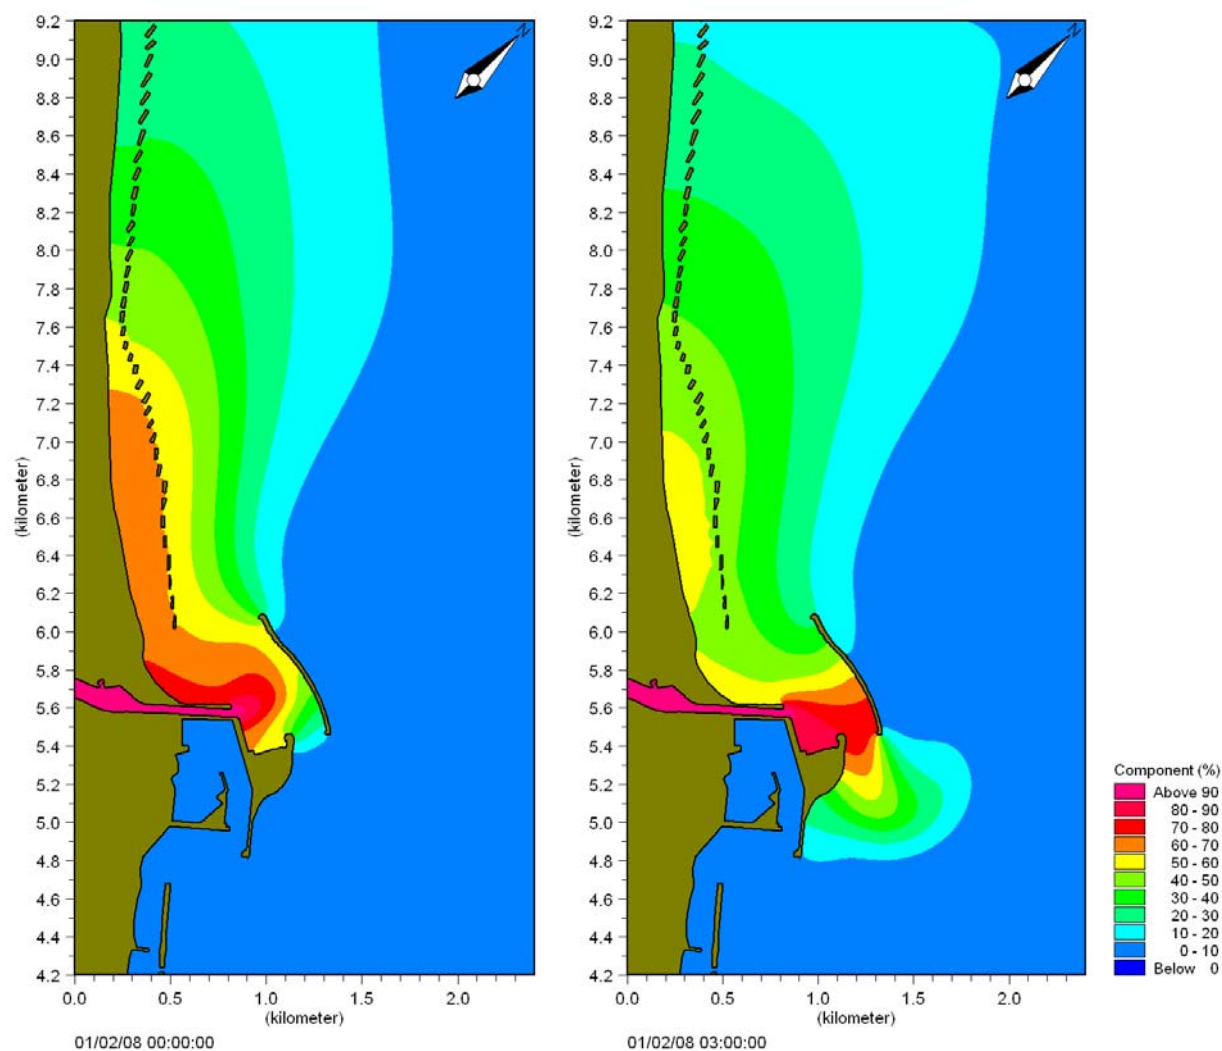 9.2
9.0
8.8
8.6
8.4
8.2
8.0
7.8
7.6
7.4
7.2
7.0
6.8
6.6
6.4
6.2
6.0
5.8
5.6
5.4
5.2
5.0
4.8
4.6
4.4
4.2
(kilometer)
0.0 0.5 1.0 1.5 2.0
(kilometer)
01/02/08 00:00:00
N
9.2
9.0
8.8
8.6
8.4
8.2
8.0
7.8
7.6
7.4
7.2
7.0
6.8
6.6
6.4
6.2
6.0
5.8
5.6
5.4
5.2
5.0
4.8
4.6
4.4
4.2
(kilometer)
0.0 0.5 1.0 1.5 2.0
(kilometer)
01/02/08 03:00:00
N
Component (%)
Above 90
80 - 90
70 - 80
60 - 70
50 - 60
40 - 50
30 - 40
20 - 30
10 - 20
0 - 10
Below 0